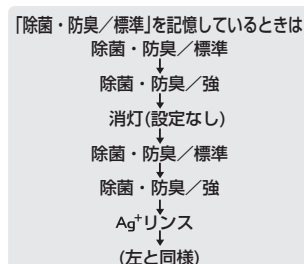 「除菌・防臭／標準」を記憶しているときは
除菌・防臭／標準
除菌・防臭／強
消灯(設定なし)
除菌・防臭／標準
除菌・防臭／強
Ag⁺リンス
(左と同様)